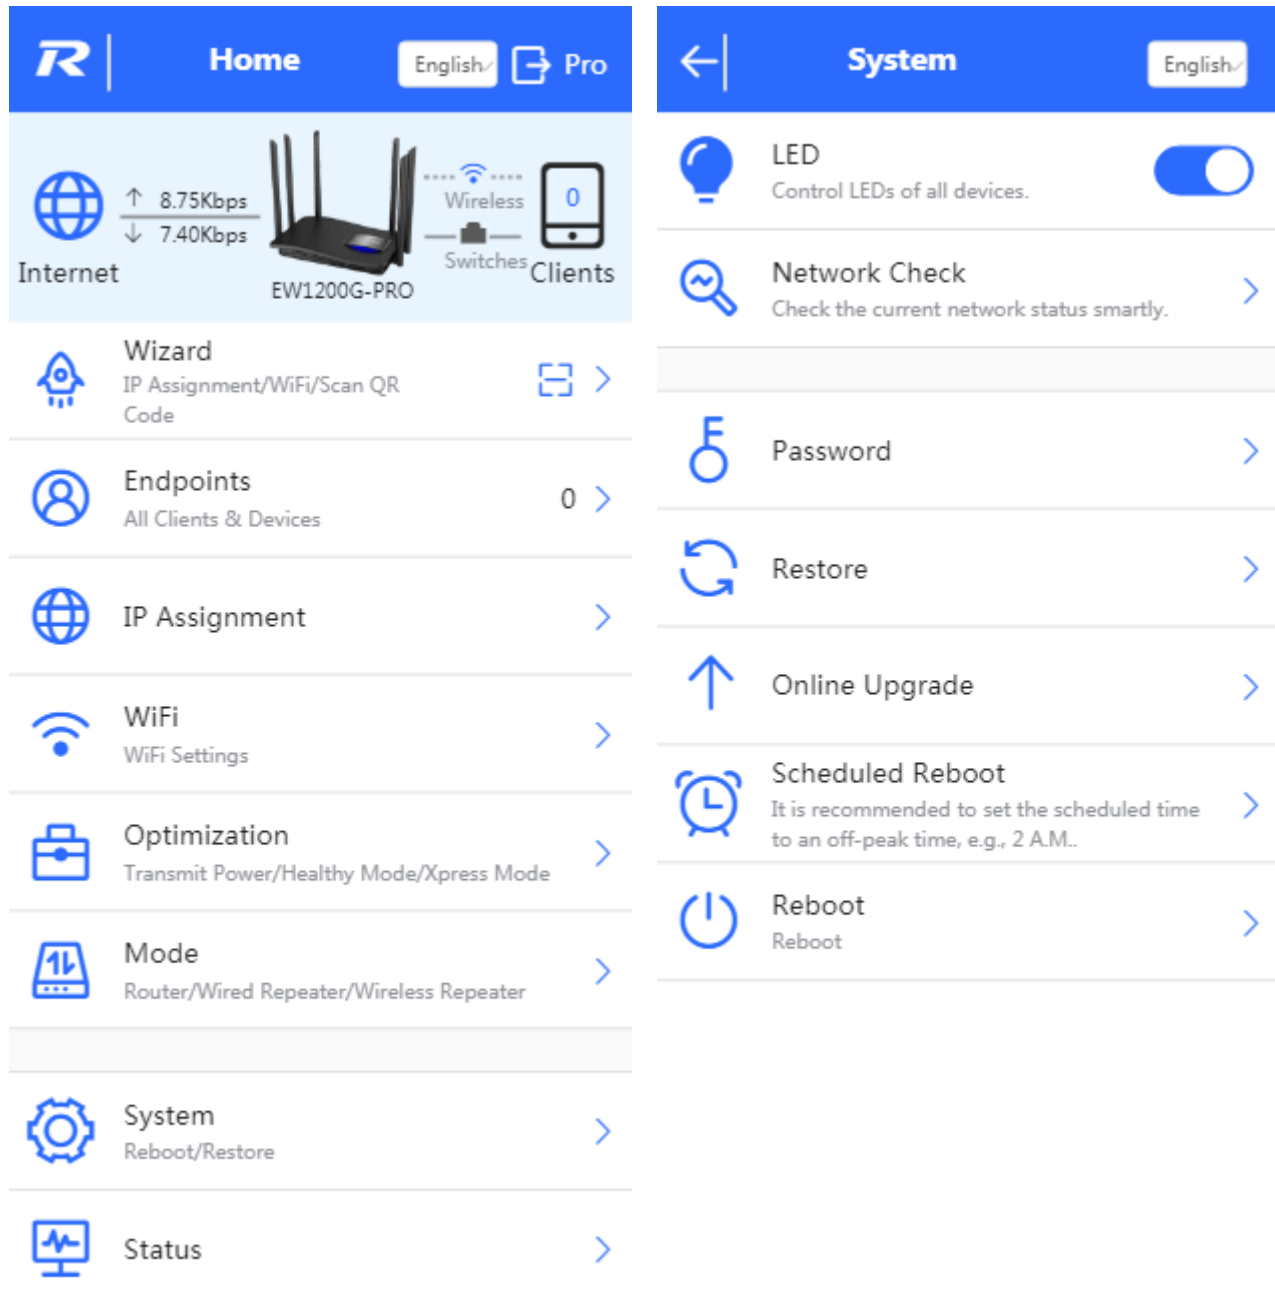 R
Home
English
Pro
8.75Kbps
7.40Kbps
Internet
EW1200G-PRO
Wireless
Switches
0
Clients
Wizard
IP Assignment/WiFi/Scan QR
Code
Endpoints
All Clients & Devices
0
IP Assignment
WiFi
WiFi Settings
Optimization
Transmit Power/Healthy Mode/Xpress Mode
Mode
Router/Wired Repeater/Wireless Repeater
System
Reboot/Restore
Status
System
English
LED
Control LEDs of all devices.
Network Check
Check the current network status smartly.
Password
Restore
Online Upgrade
Scheduled Reboot
It is recommended to set the scheduled time
to an off-peak time, e.g., 2 A.M..
Reboot
Reboot